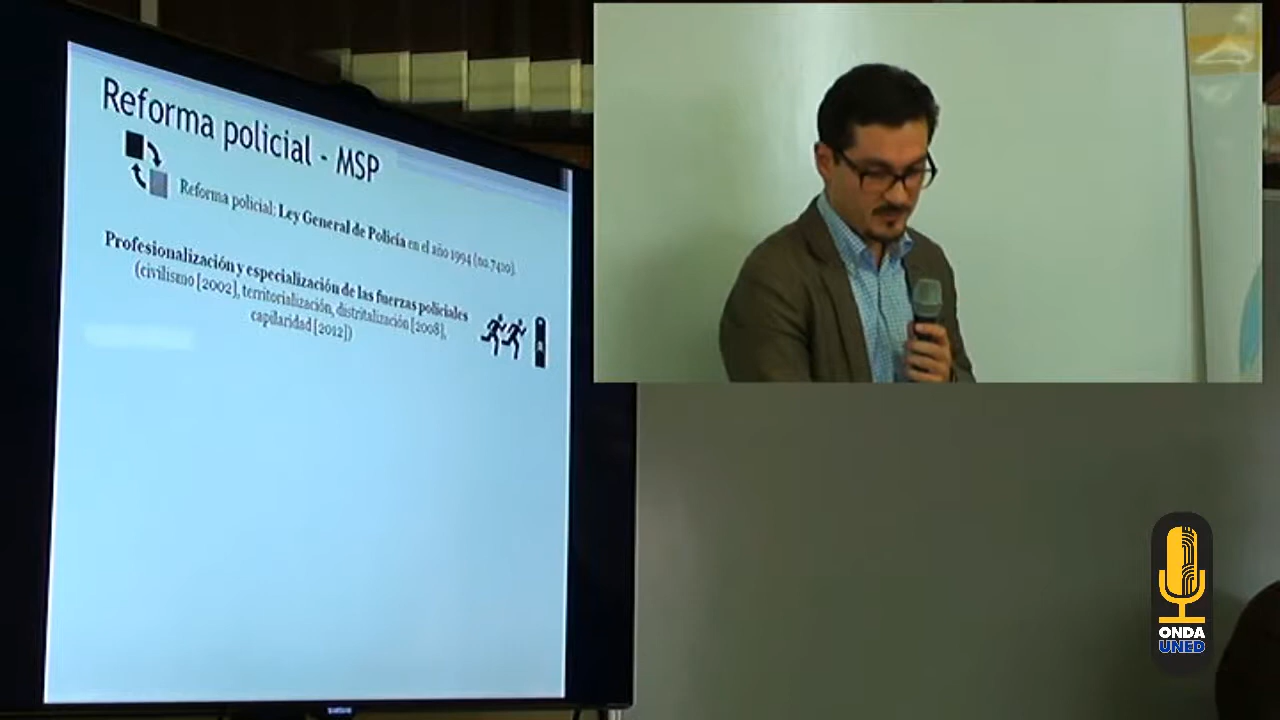 Reforma policial - MSP
Reforma policial: Ley General de Policía en el año 1994 (no.7410).
Profesionalización y especialización de las fuerzas policiales
(civilismo [2002], territorialización, distritalización [2008],
capilaridad [2012])
ONDA
UNED